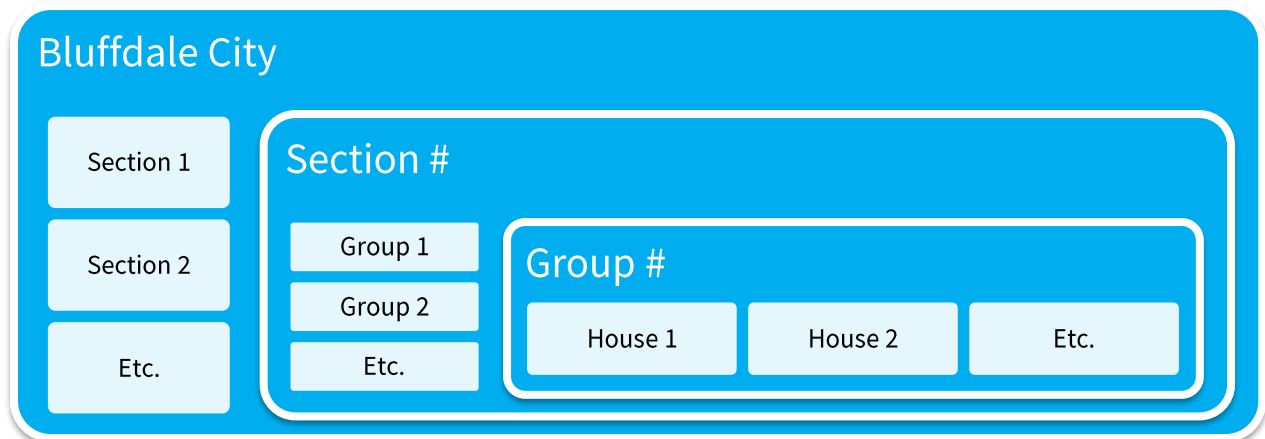 Bluffdale City
Section 1
Section 2
Etc.
Section #
Group 1
Group 2
Etc.
Group #
House 1
House 2
Etc.